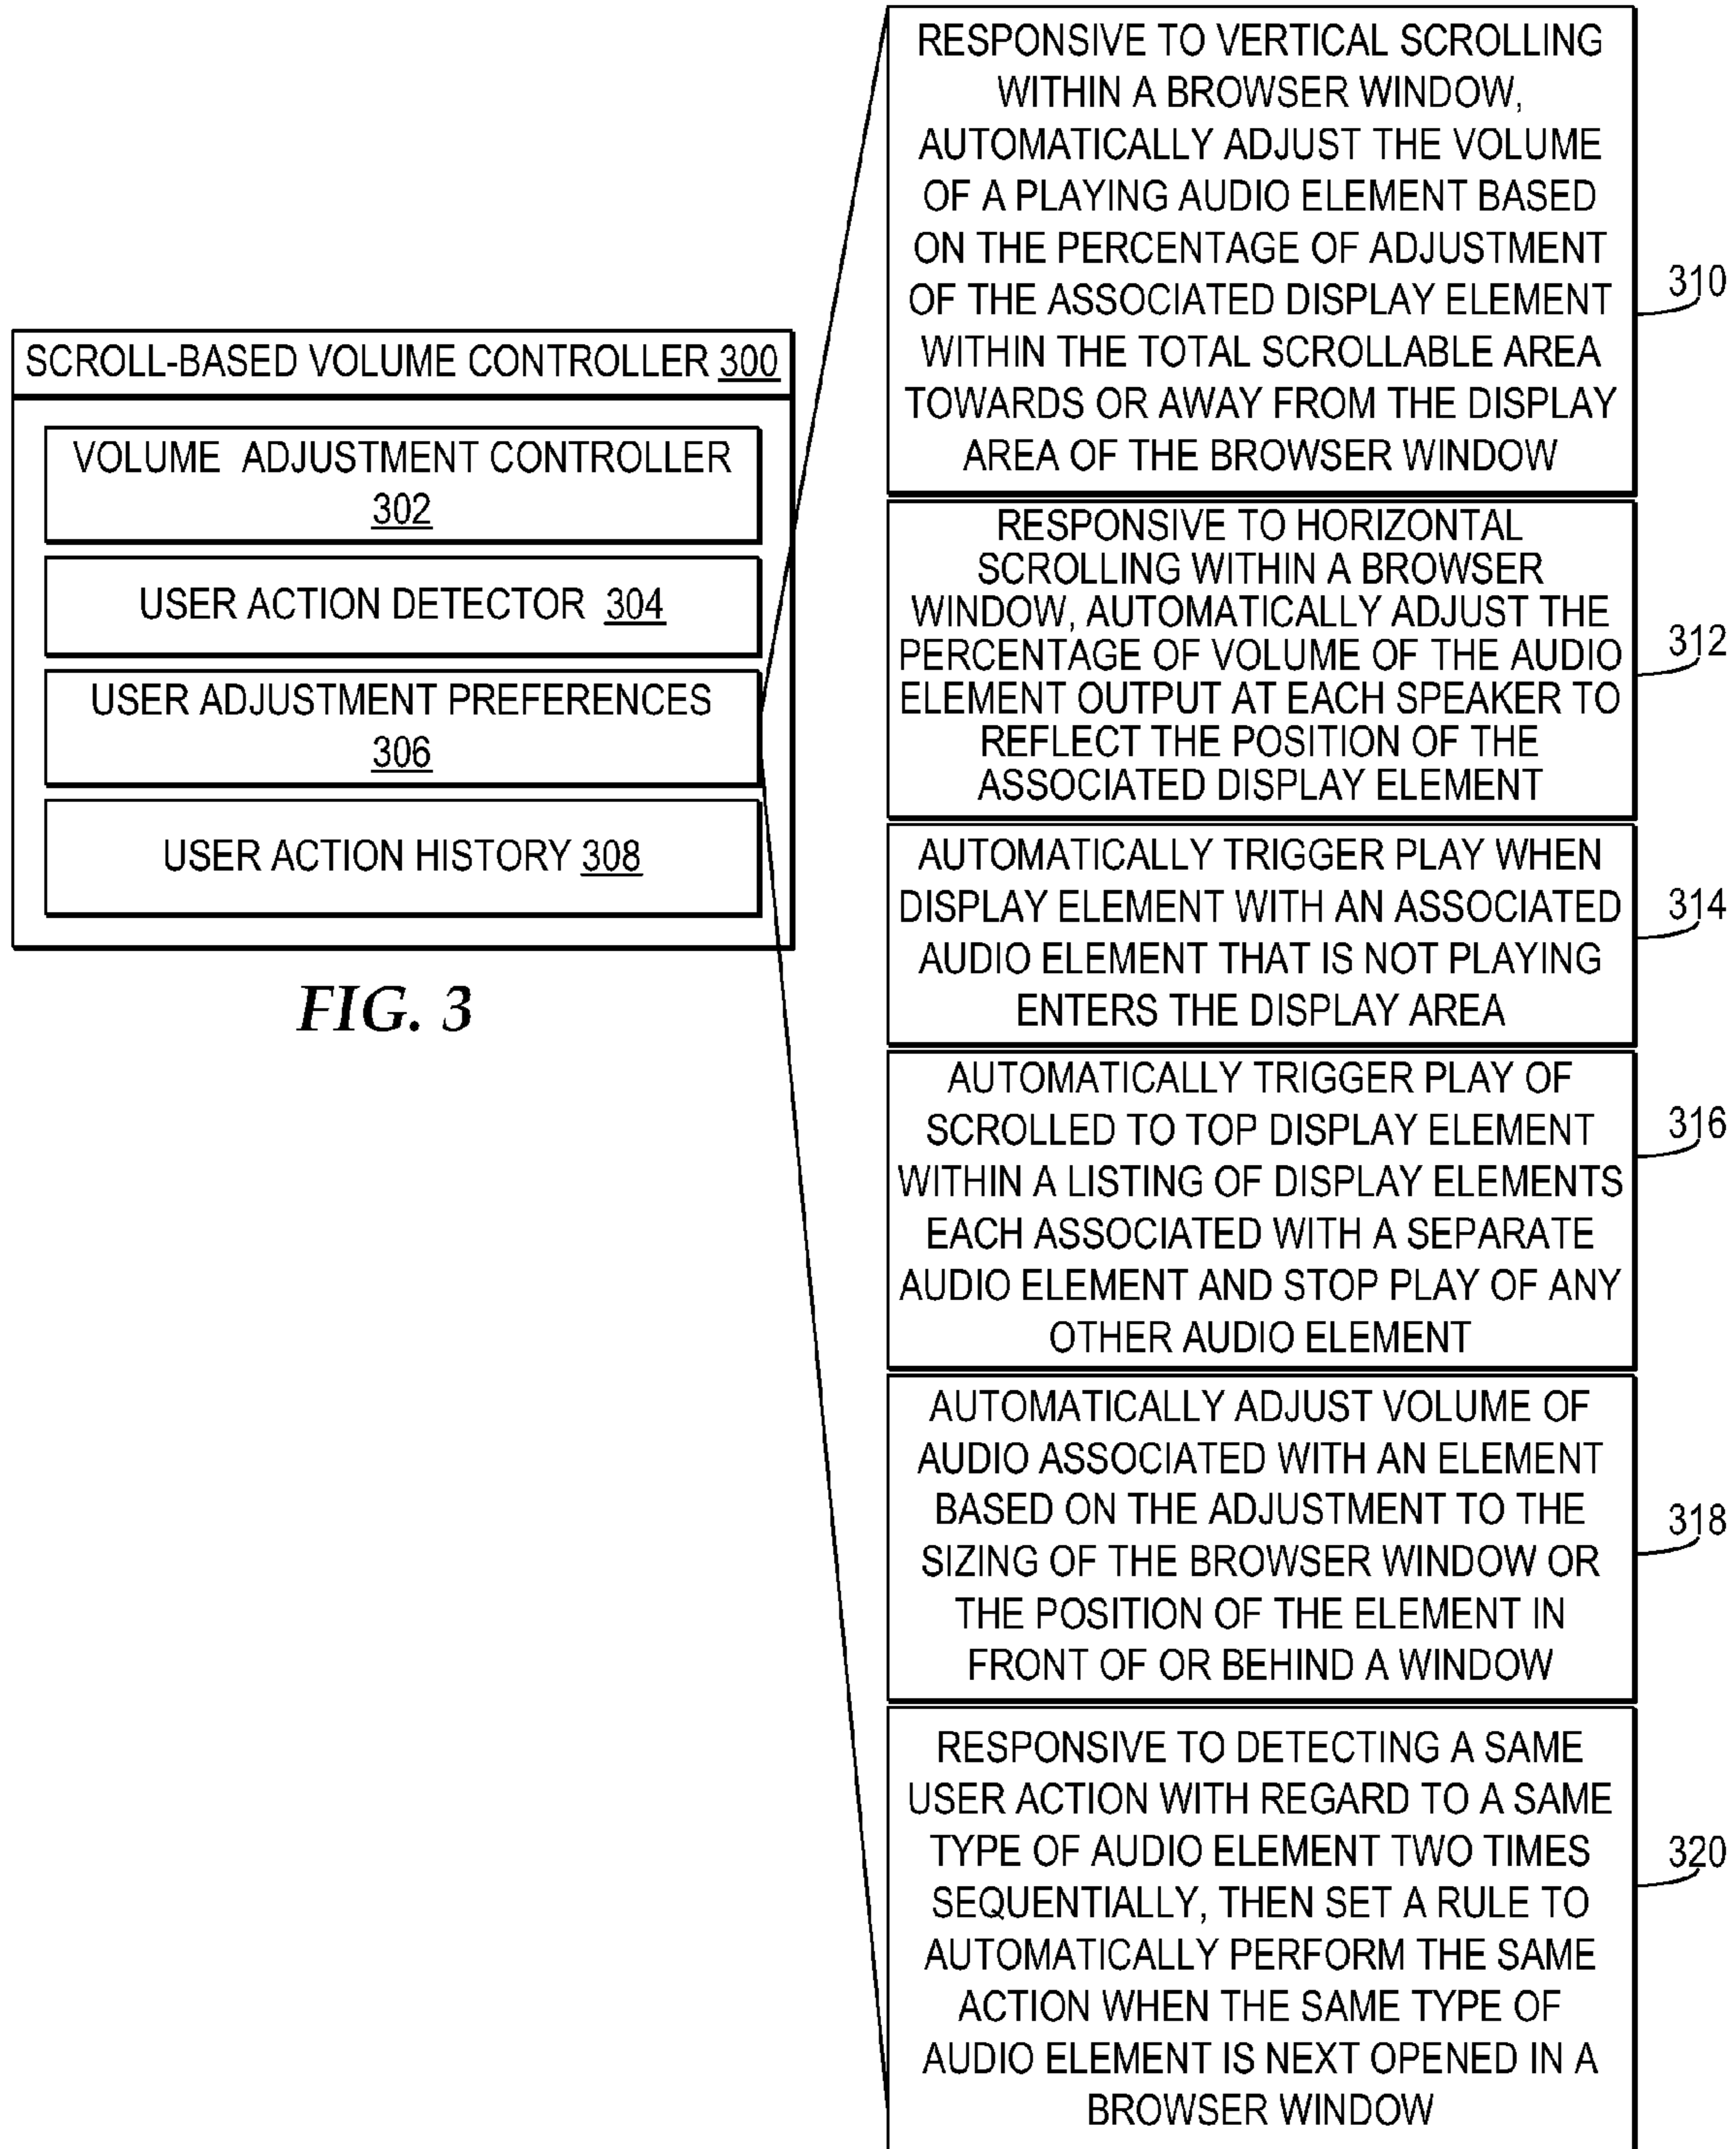 SCROLL-BASED VOLUME CONTROLLER 300
VOLUME ADJUSTMENT CONTROLLER
302
USER ACTION DETECTOR 304
USER ADJUSTMENT PREFERENCES
306
USER ACTION HISTORY 308
FIG. 3
RESPONSIVE TO VERTICAL SCROLLING
WITHIN A BROWSER WINDOW,
AUTOMATICALLY ADJUST THE VOLUME
OF A PLAYING AUDIO ELEMENT BASED
ON THE PERCENTAGE OF ADJUSTMENT
OF THE ASSOCIATED DISPLAY ELEMENT
WITHIN THE TOTAL SCROLLABLE AREA
TOWARDS OR AWAY FROM THE DISPLAY
AREA OF THE BROWSER WINDOW
310
RESPONSIVE TO HORIZONTAL
SCROLLING WITHIN A BROWSER
WINDOW, AUTOMATICALLY ADJUST THE
PERCENTAGE OF VOLUME OF THE AUDIO
ELEMENT OUTPUT AT EACH SPEAKER TO
REFLECT THE POSITION OF THE
ASSOCIATED DISPLAY ELEMENT
312
AUTOMATICALLY TRIGGER PLAY WHEN
DISPLAY ELEMENT WITH AN ASSOCIATED
AUDIO ELEMENT THAT IS NOT PLAYING
ENTERS THE DISPLAY AREA
314
AUTOMATICALLY TRIGGER PLAY OF
SCROLLED TO TOP DISPLAY ELEMENT
WITHIN A LISTING OF DISPLAY ELEMENTS
EACH ASSOCIATED WITH A SEPARATE
AUDIO ELEMENT AND STOP PLAY OF ANY
OTHER AUDIO ELEMENT
316
AUTOMATICALLY ADJUST VOLUME OF
AUDIO ASSOCIATED WITH AN ELEMENT
BASED ON THE ADJUSTMENT TO THE
SIZING OF THE BROWSER WINDOW OR
THE POSITION OF THE ELEMENT IN
FRONT OF OR BEHIND A WINDOW
318
RESPONSIVE TO DETECTING A SAME
USER ACTION WITH REGARD TO A SAME
TYPE OF AUDIO ELEMENT TWO TIMES
SEQUENTIALLY, THEN SET A RULE TO
AUTOMATICALLY PERFORM THE SAME
ACTION WHEN THE SAME TYPE OF
AUDIO ELEMENT IS NEXT OPENED IN A
BROWSER WINDOW
320